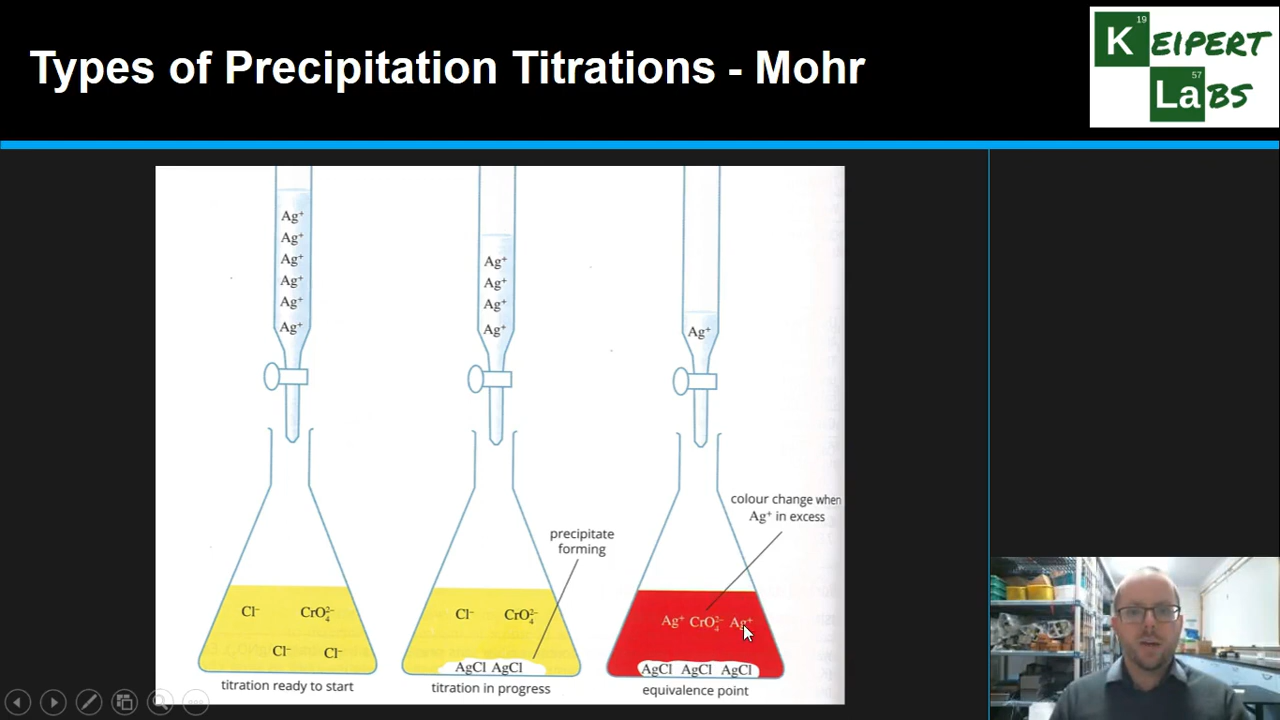 Types of Precipitation Titrations - Mohr
19
KEIPERT
57
LaBS
Ag⁺
Ag⁺
Ag⁺
Ag⁺
Ag⁺
Ag⁺
Ag⁺
Ag⁺
Ag⁺
Ag⁺
Ag⁺
colour change when
Ag⁺ in excess
precipitate
forming
Cl⁻ CrO₄²⁻
Cl⁻ Cl⁻
Cl⁻ CrO₄²⁻
AgCl AgCl
Ag⁺ CrO₄²⁻ Ag⁺
AgCl AgCl AgCl
titration ready to start
titration in progress
equivalence point